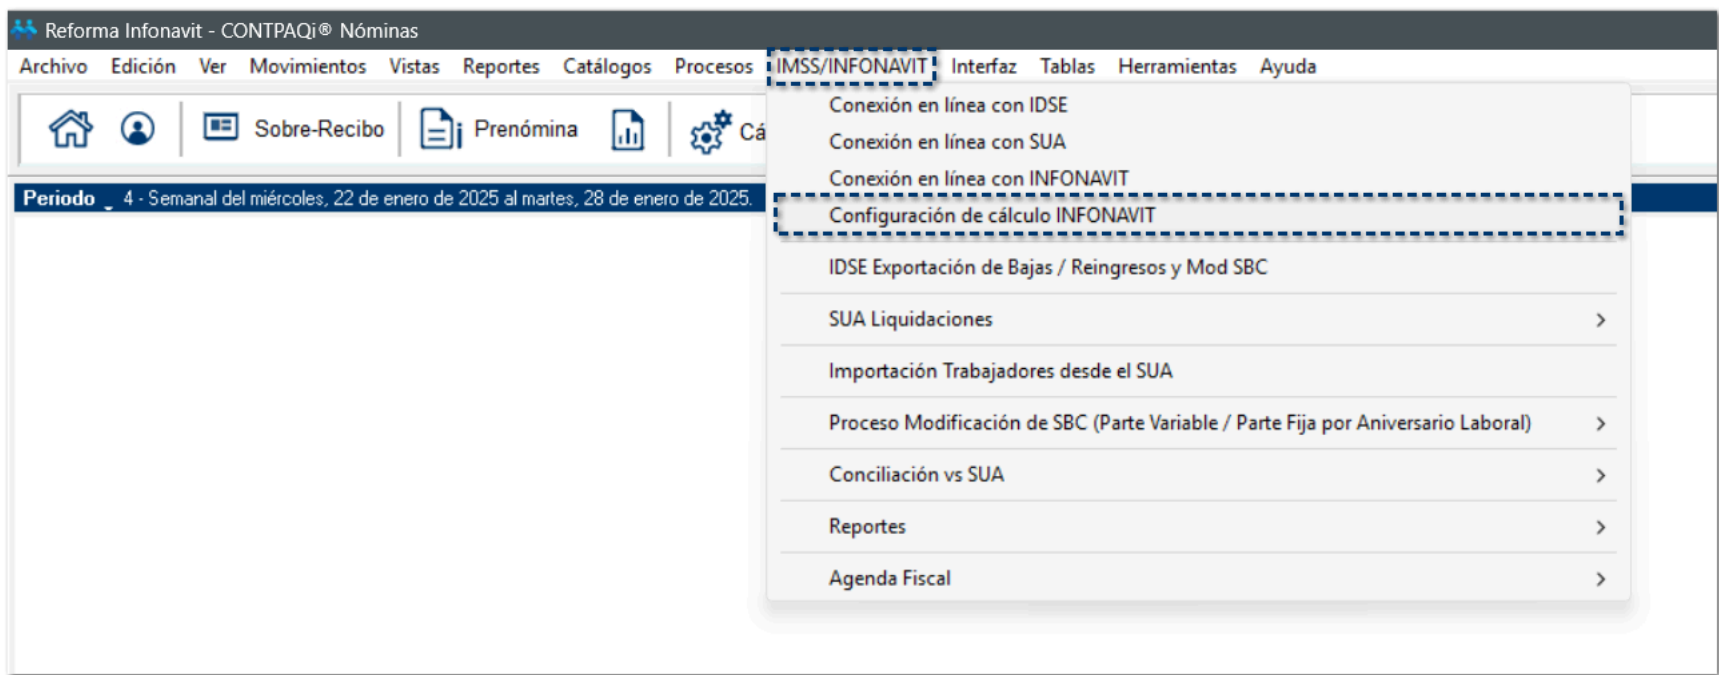 Reforma Infonavit - CONTPAQi® Nóminas
Archivo Edición Ver Movimientos Vistas Reportes Catálogos Procesos IMSS/INFONAVIT Interfaz Tablas Herramientas Ayuda
Sobre-Recibo Prenómina Cá
Periodo 4 - Semanal del miércoles, 22 de enero de 2025 al martes, 28 de enero de 2025.
Conexión en línea con IDSE
Conexión en línea con SUA
Conexión en línea con INFONAVIT
Configuración de cálculo INFONAVIT
IDSE Exportación de Bajas / Reingresos y Mod SBC
SUA Liquidaciones
Importación Trabajadores desde el SUA
Proceso Modificación de SBC (Parte Variable / Parte Fija por Aniversario Laboral)
Conciliación vs SUA
Reportes
Agenda Fiscal